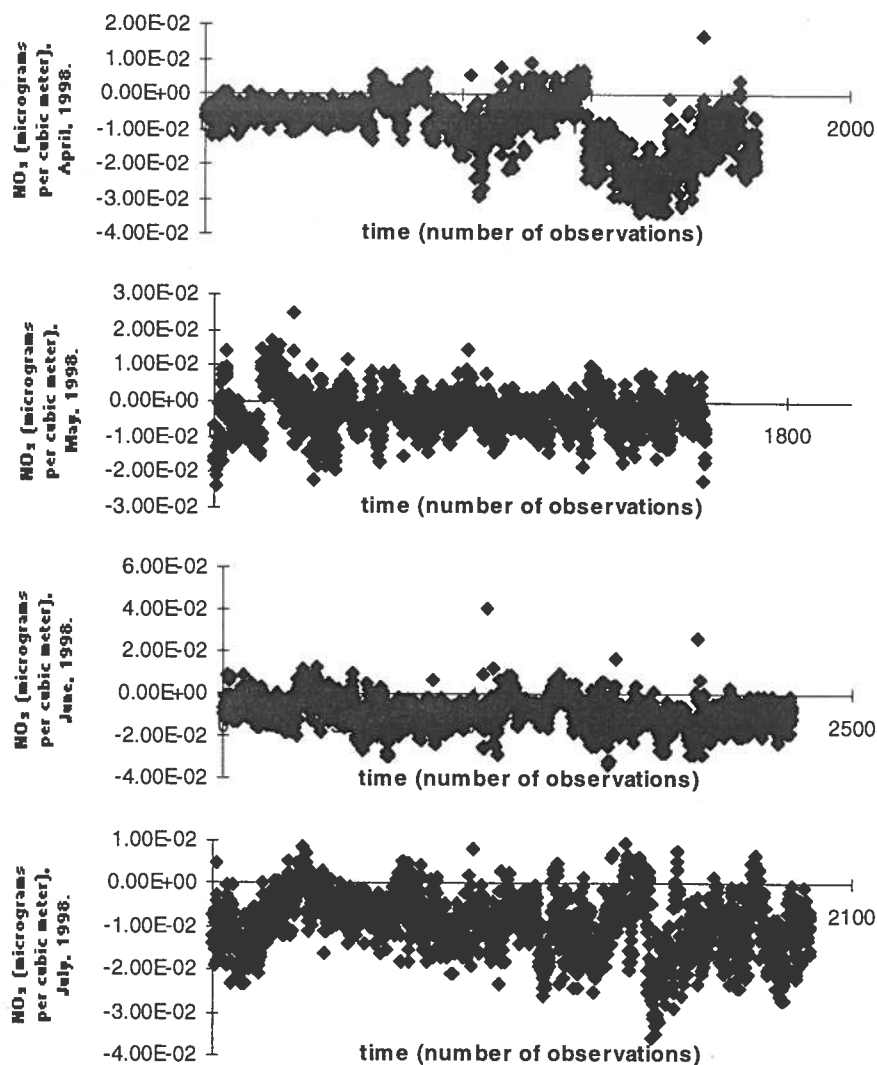 NO₂ (micrograms
per cubic meter),
April, 1998.
2.00E-02
1.00E-02
0.00E+00
-1.00E-02
-2.00E-02
-3.00E-02
-4.00E-02
2000
time (number of observations)
NO₂ (micrograms
per cubic meter),
May, 1998.
3.00E-02
2.00E-02
1.00E-02
0.00E+00
-1.00E-02
-2.00E-02
-3.00E-02
1800
time (number of observations)
NO₂ (micrograms
per cubic meter),
June, 1998.
6.00E-02
4.00E-02
2.00E-02
0.00E+00
-2.00E-02
-4.00E-02
2500
time (number of observations)
NO₂ (micrograms
per cubic meter),
July, 1998.
1.00E-02
0.00E+00
-1.00E-02
-2.00E-02
-3.00E-02
-4.00E-02
2100
time (number of observations)